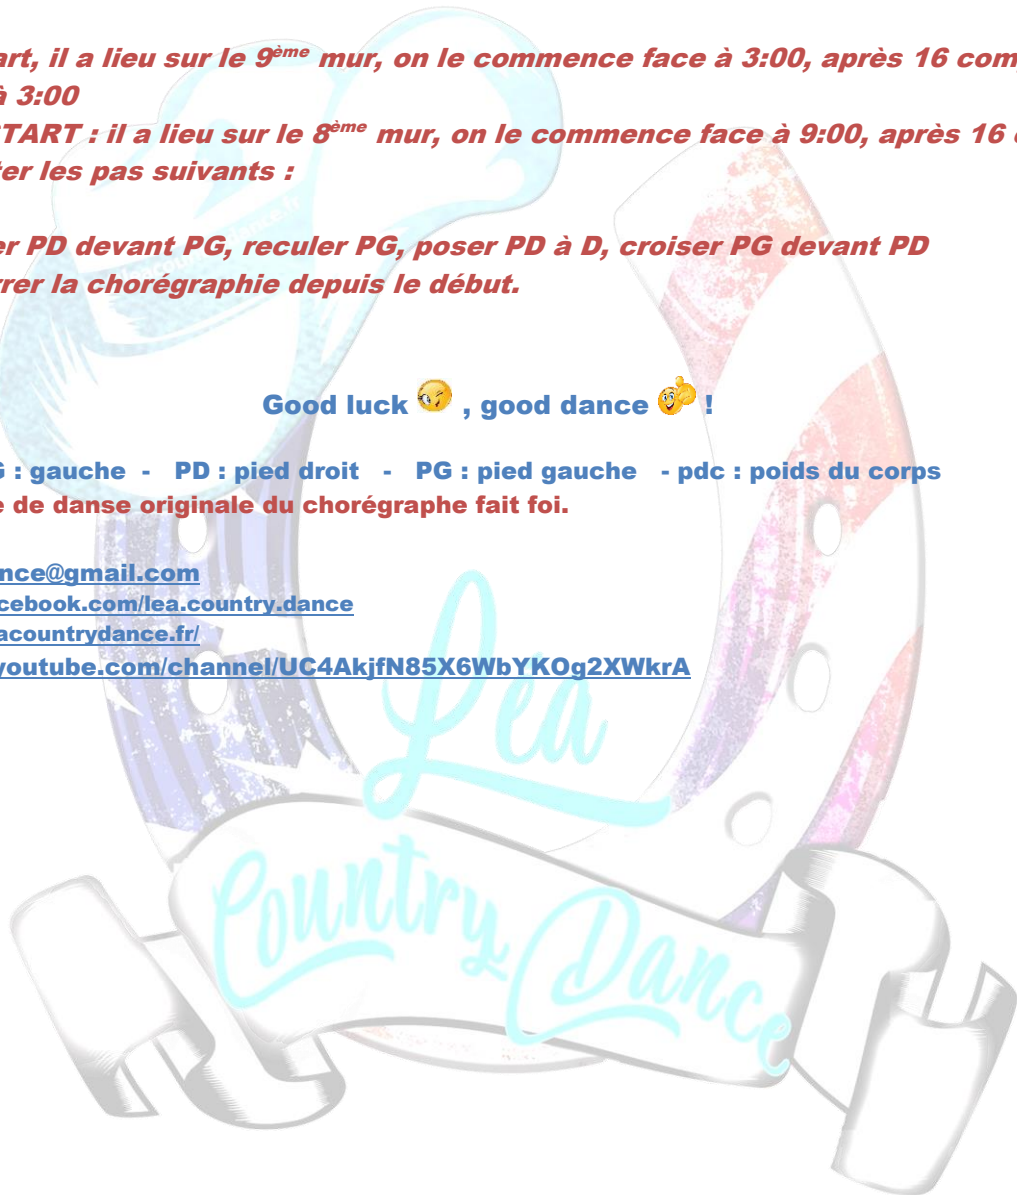 art, il a lieu sur le 9ème mur, on le commence face à 3:00, après 16 com
à 3:00
TART : il a lieu sur le 8ème mur, on le commence face à 9:00, après 16
ter les pas suivants :
er PD devant PG, reculer PG, poser PD à D, croiser PG devant PD
rer la chorégraphie depuis le début.
Good luck , good dance !
G : gauche - PD : pied droit - PG : pied gauche - pdc : poids du corps
e de danse originale du chorégraphe fait foi.
nce@gmail.com
cebook.com/lea.country.dance
acountrydance.fr/
youtube.com/channel/UC4AkjfN85X6WbYKOg2XWkrA
Léa
Country Dance